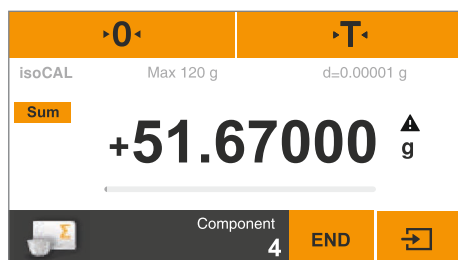 0 T
isoCAL Max 120 g d=0.00001 g
Sum
+51.67000 g
Component
4
END